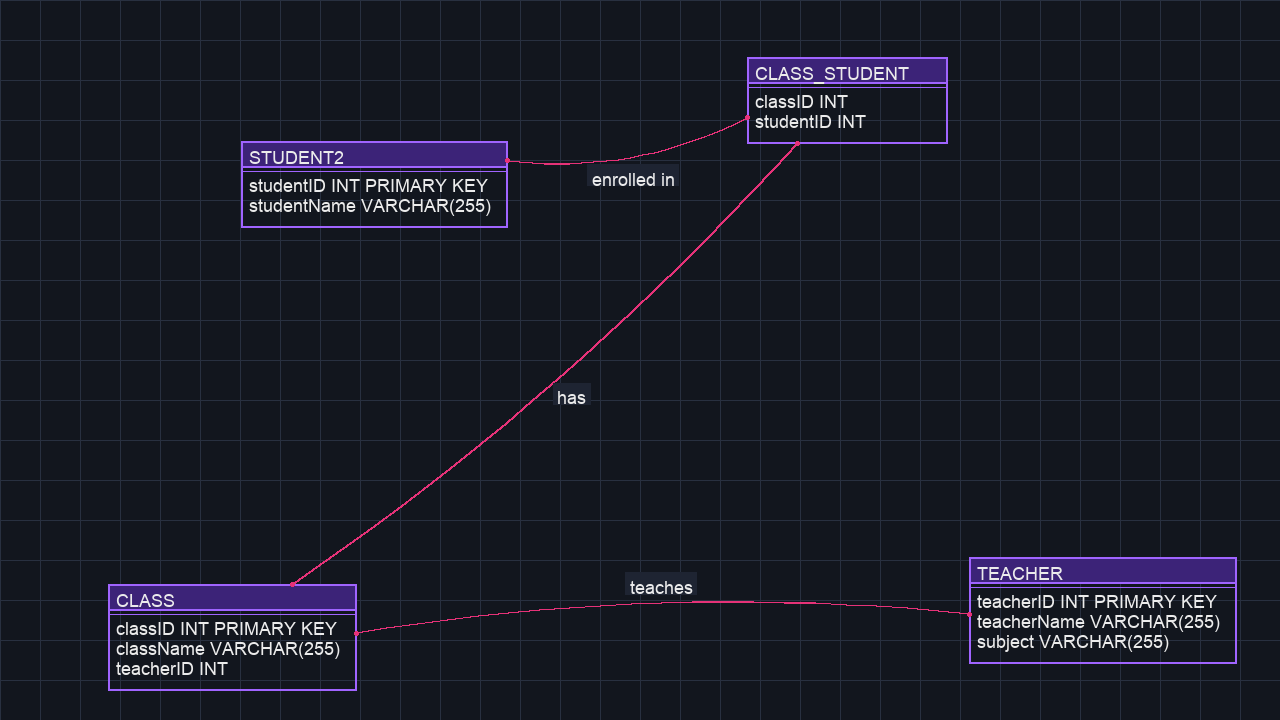 CLASS_STUDENT
classID INT
studentID INT
STUDENT2
studentID INT PRIMARY KEY
studentName VARCHAR(255)
enrolled in
has
CLASS
classID INT PRIMARY KEY
className VARCHAR(255)
teacherID INT
teaches
TEACHER
teacherID INT PRIMARY KEY
teacherName VARCHAR(255)
subject VARCHAR(255)